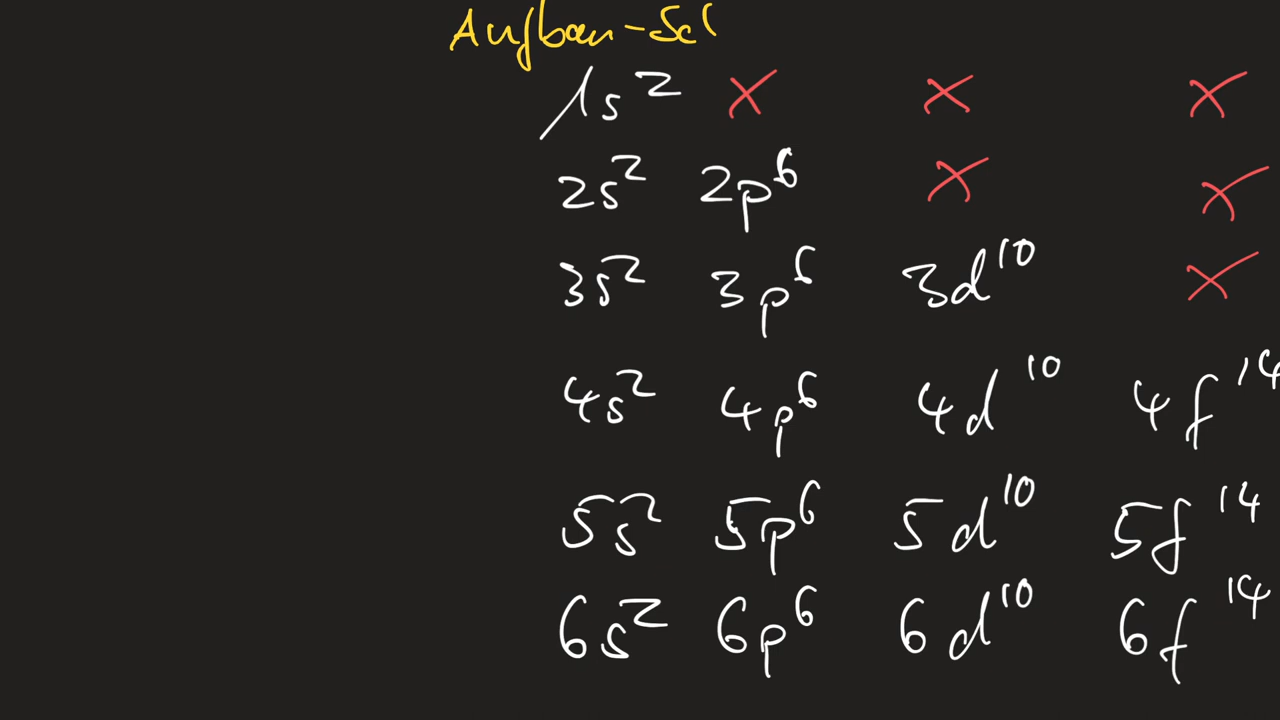 Aufbau-Sc
1s² x x x
2s² 2p⁶ x x
3s² 3p⁶ 3d¹⁰ x
4s² 4p⁶ 4d¹⁰ 4f¹⁴
5s² 5p⁶ 5d¹⁰ 5f¹⁴
6s² 6p⁶ 6d¹⁰ 6f¹⁴